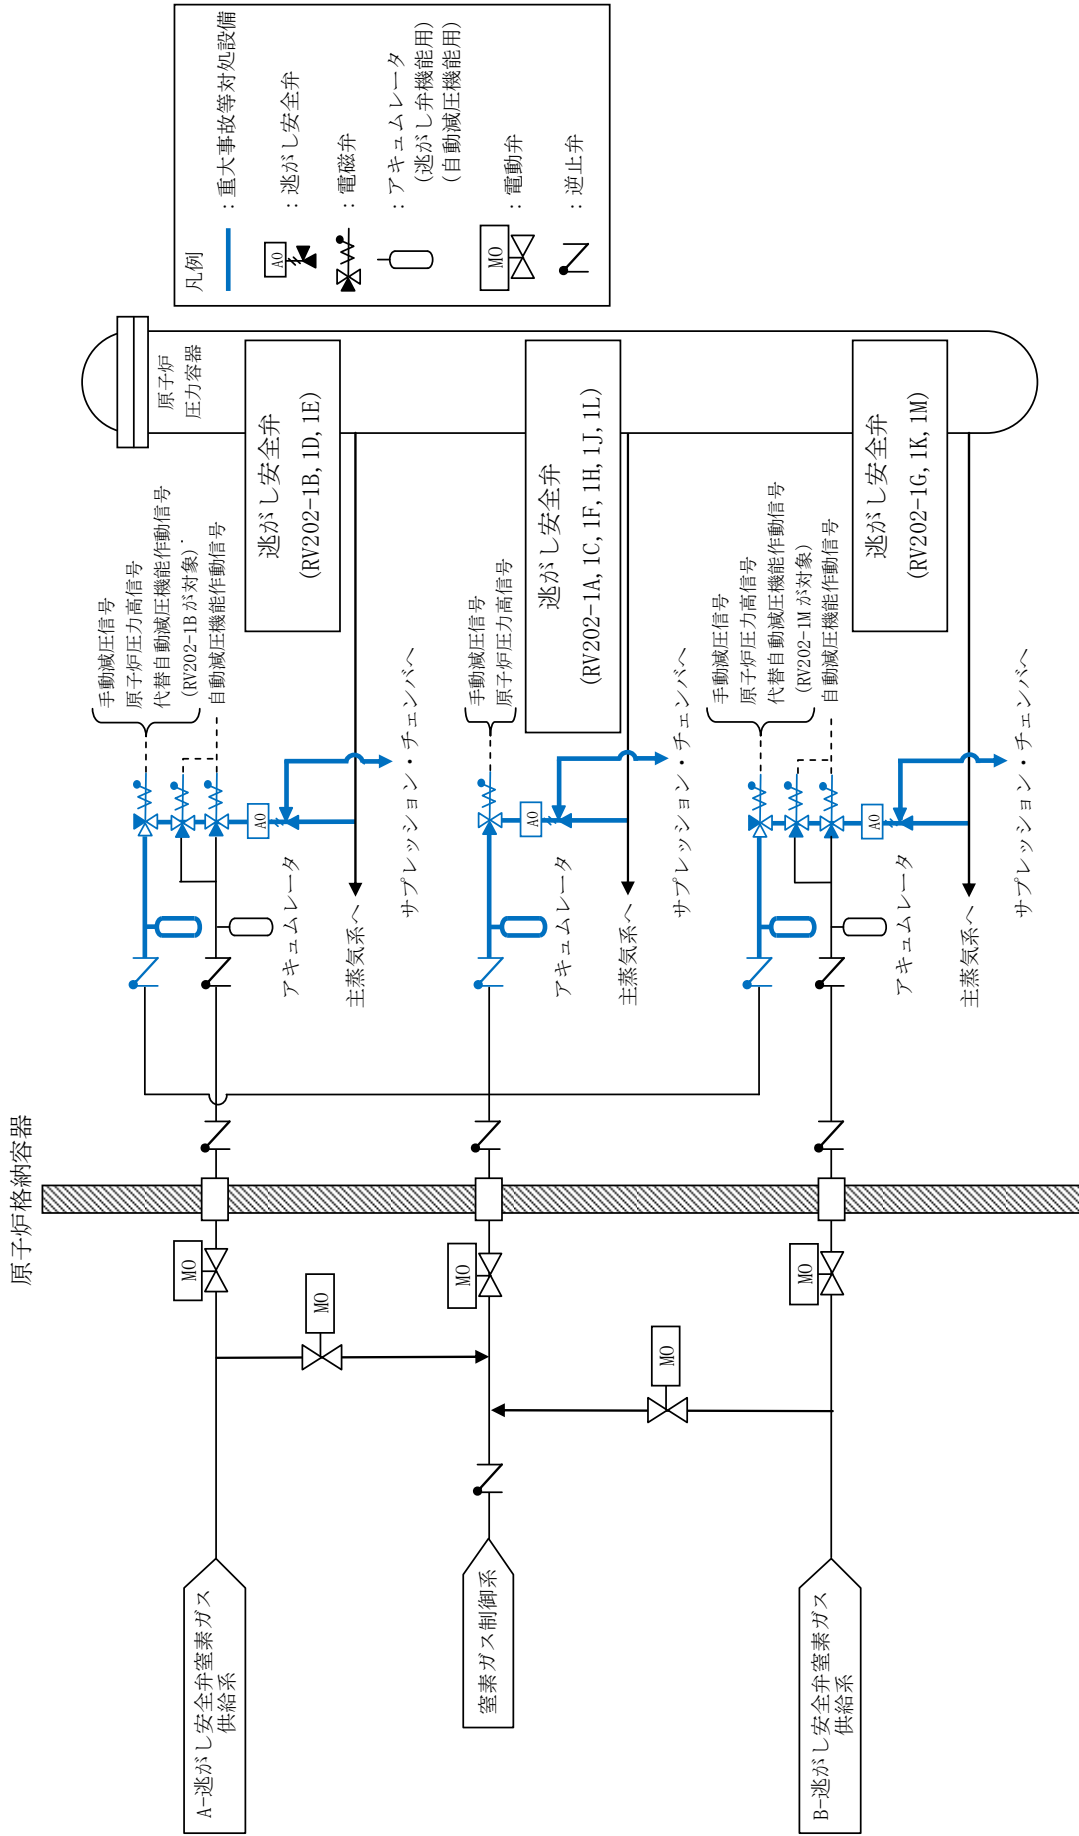 原子炉格納容器
A-逃がし安全弁窒素ガス
供給系
窒素ガス制御系
B-逃がし安全弁窒素ガス
供給系
MO
MO
MO
MO
MO
手動減圧信号
原子炉圧力高信号
代替自動減圧機能作動信号
(RV202-1Bが対象)
自動減圧機能作動信号
AO
アキュムレータ
主蒸気系へ
サプレッション・チェンバへ
逃がし安全弁
(RV202-1B, 1D, 1E)
手動減圧信号
原子炉圧力高信号
AO
アキュムレータ
主蒸気系へ
サプレッション・チェンバへ
逃がし安全弁
(RV202-1A, 1C, 1F, 1H, 1J, 1L)
手動減圧信号
原子炉圧力高信号
代替自動減圧機能作動信号
(RV202-1Mが対象)
自動減圧機能作動信号
AO
アキュムレータ
主蒸気系へ
サプレッション・チェンバへ
逃がし安全弁
(RV202-1G, 1K, 1M)
原子炉
圧力容器
凡例
:重大事故等対処設備
AO
:逃がし安全弁
:電磁弁
:アキュムレータ
(逃がし弁機能用)
(自動減圧機能用)
MO
:電動弁
:逆止弁